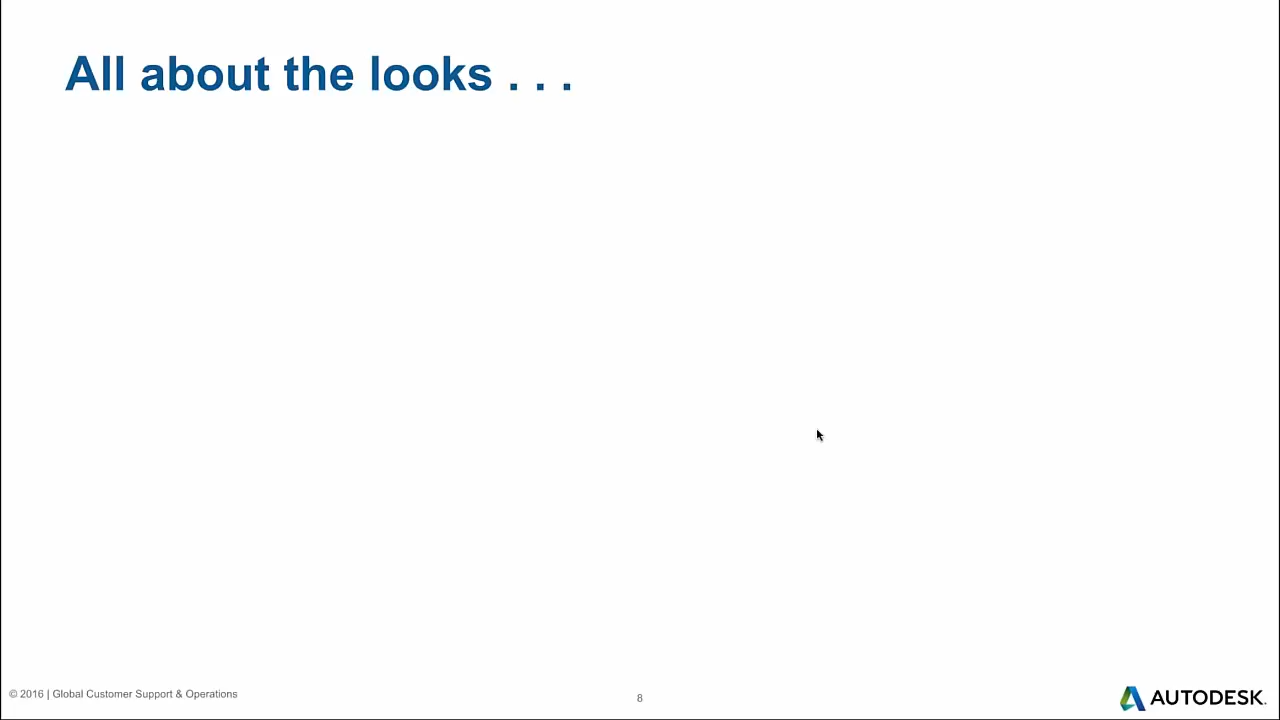 All about the looks . . .
© 2016 | Global Customer Support & Operations
8
AUTODESK.